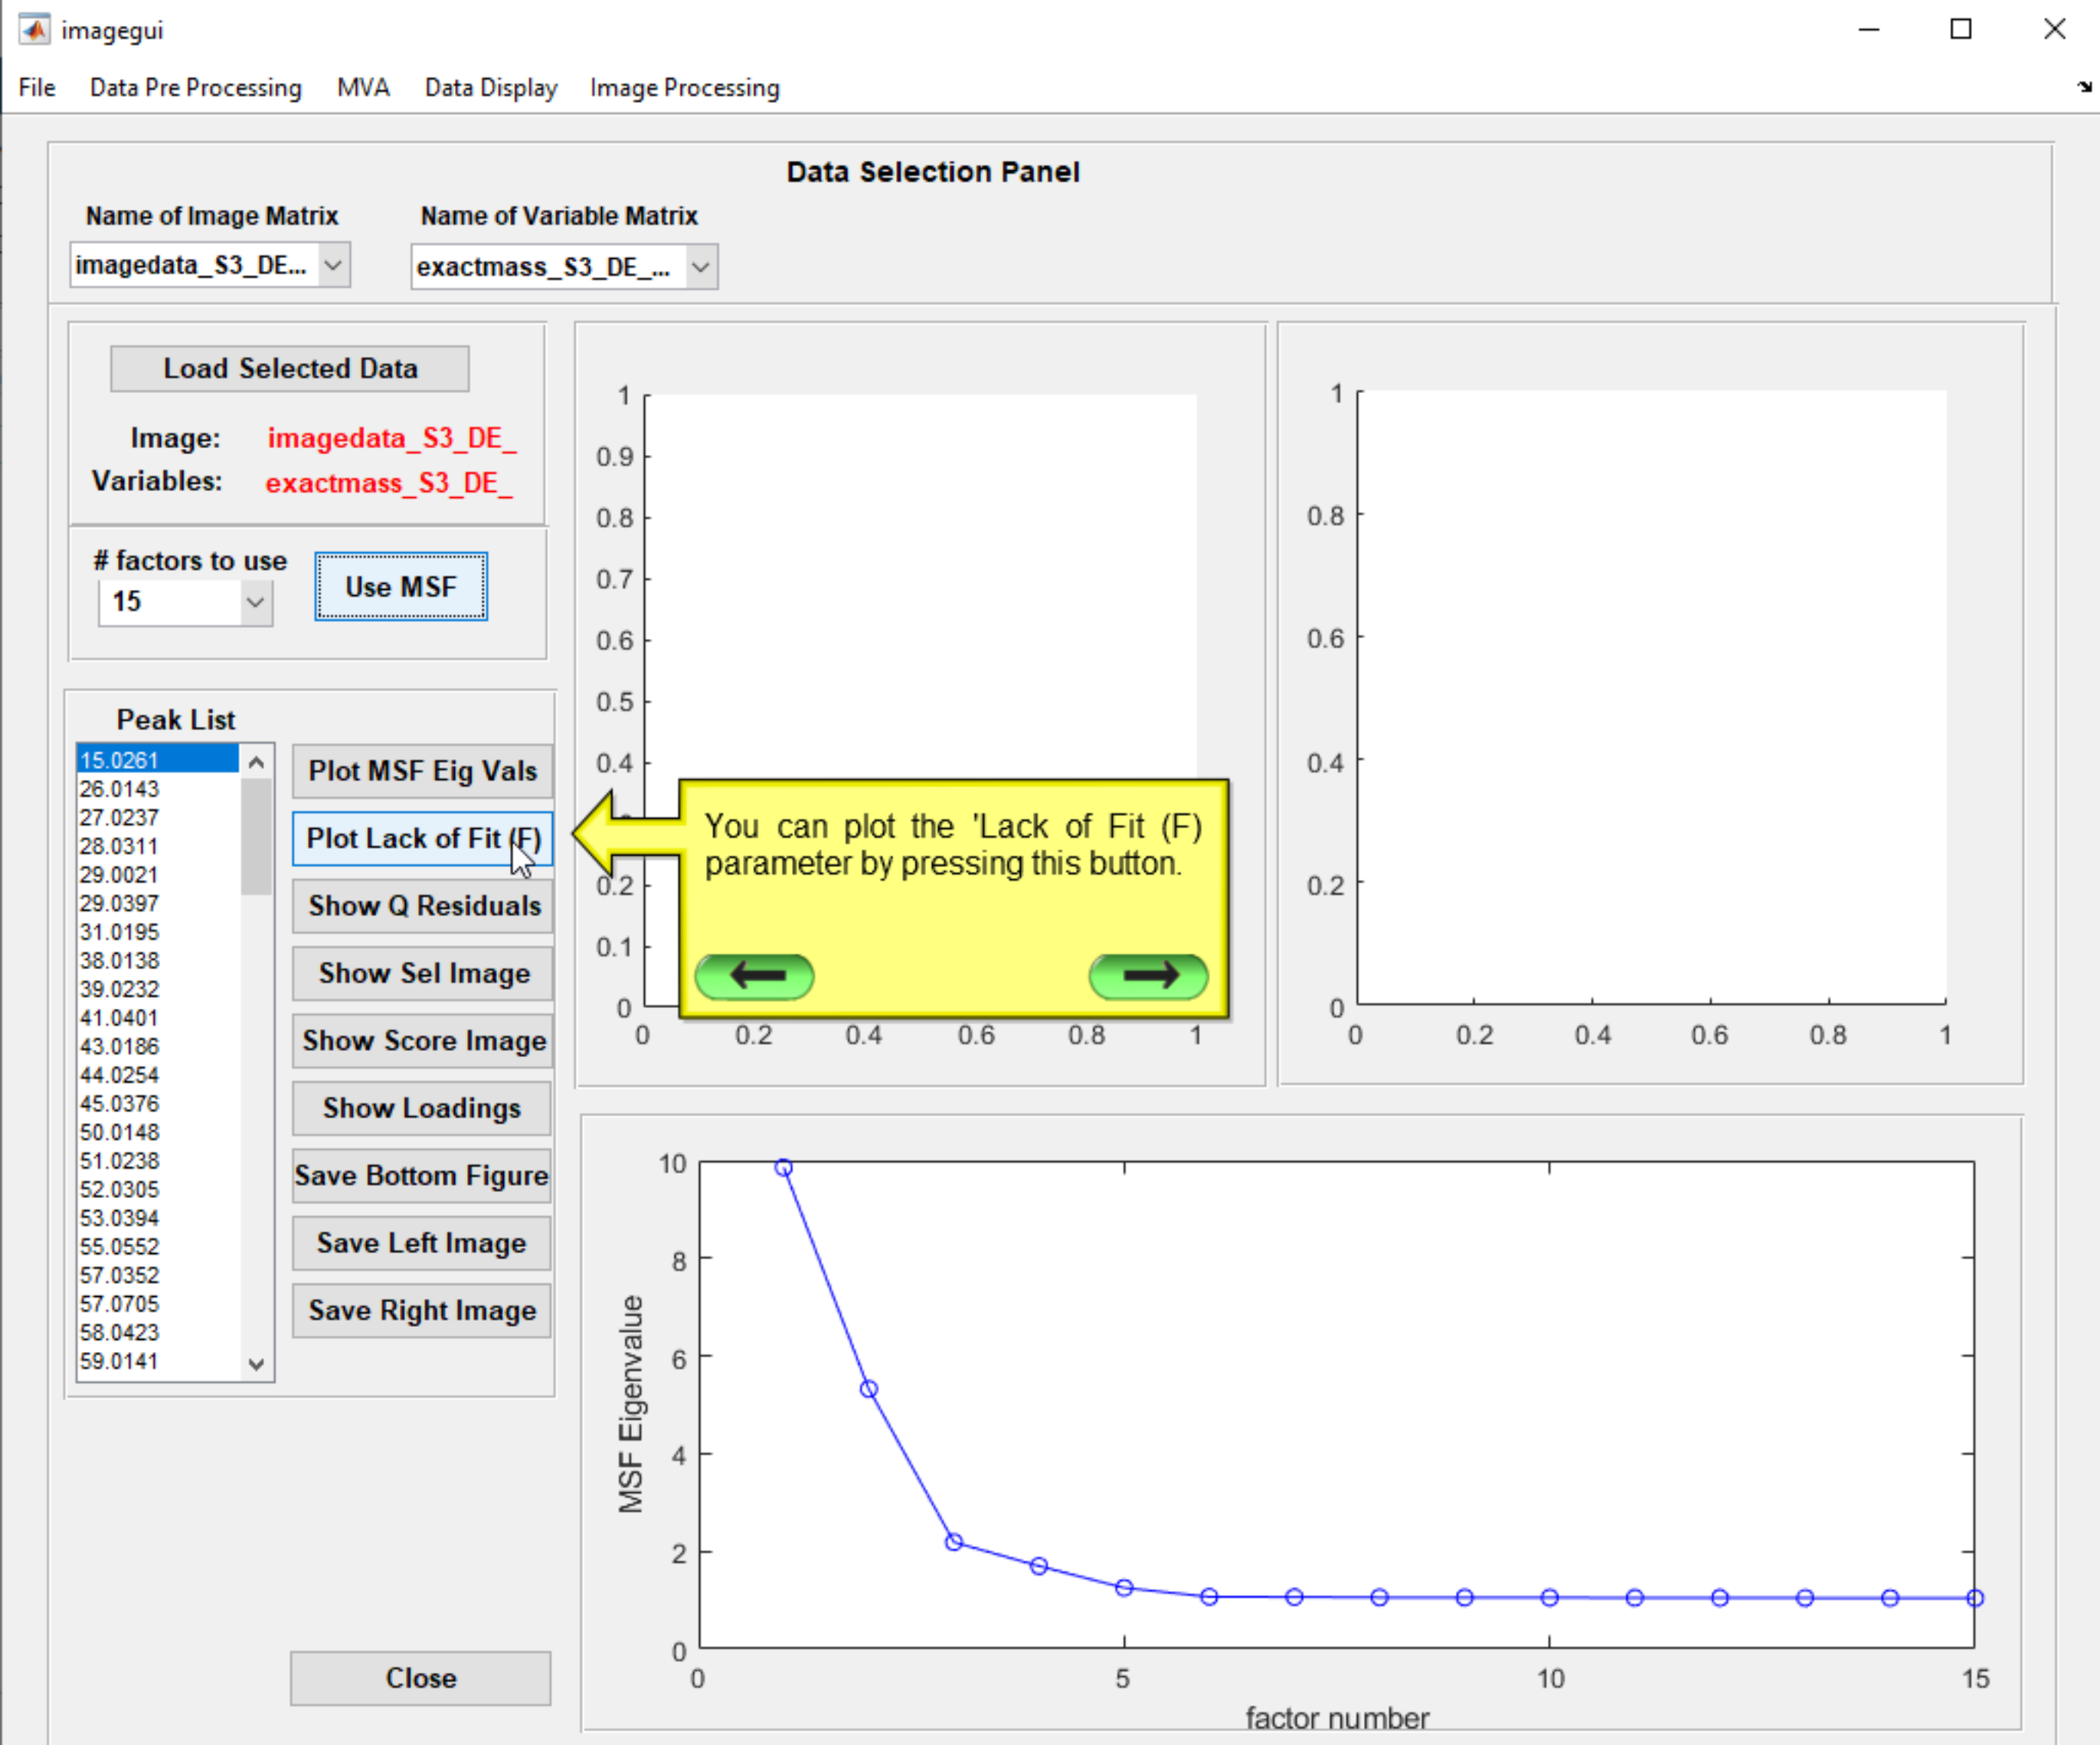 imagegui
File Data Pre Processing MVA Data Display Image Processing
Data Selection Panel
Name of Image Matrix Name of Variable Matrix
imagedata_S3_DE... exactmass_S3_DE_...
Load Selected Data
Image: imagedata_S3_DE_
Variables: exactmass_S3_DE_
# factors to use
15
Use MSF
Peak List
15.0261
26.0143
27.0237
28.0311
29.0021
29.0397
31.0195
38.0138
39.0232
41.0401
43.0186
44.0254
45.0376
50.0148
51.0238
52.0305
53.0394
55.0552
57.0352
57.0705
58.0423
59.0141
Plot MSF Eig Vals
Plot Lack of Fit (F)
Show Q Residuals
Show Sel Image
Show Score Image
Show Loadings
Save Bottom Figure
Save Left Image
Save Right Image
Close
1
0.9
0.8
0.7
0.6
0.5
0.4
0.2
0.1
0
0 0.2 0.4 0.6 0.8 1
You can plot the 'Lack of Fit (F)
parameter by pressing this button.
1
0.8
0.6
0.4
0.2
0
0 0.2 0.4 0.6 0.8 1
10
8
6
4
2
0
MSF Eigenvalue
0 5 10 15
factor number